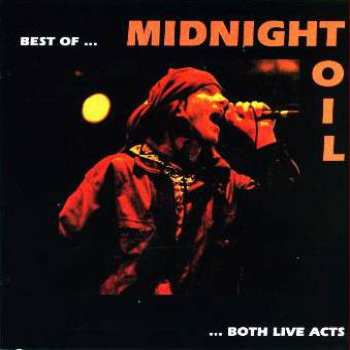 BEST OF ...
MIDNIGHT
OIL
... BOTH LIVE ACTS